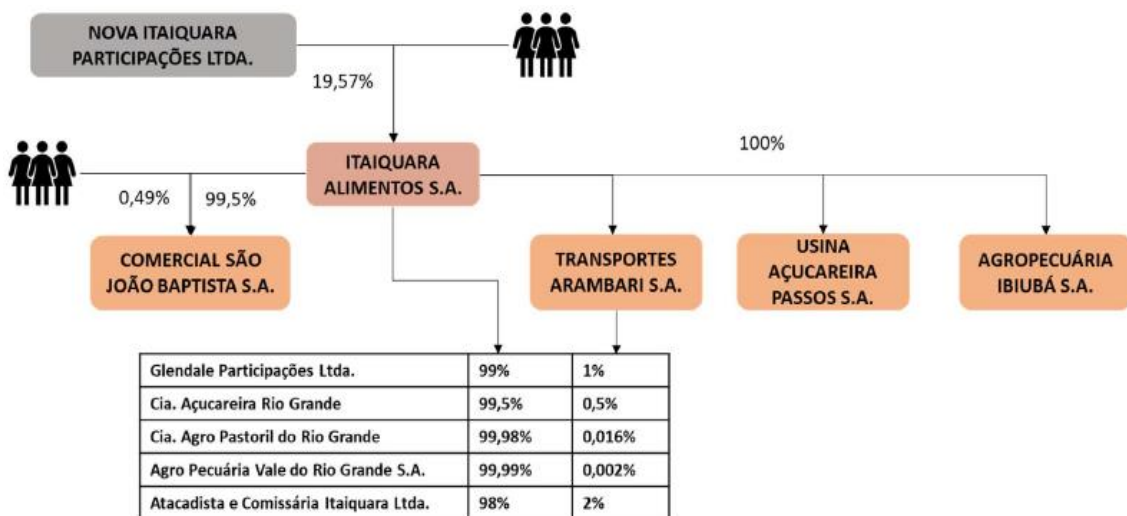 NOVA ITAIQUARA
PARTICIPAÇÕES LTDA.
19,57%
100%
ITAIQUARA
ALIMENTOS S.A.
0,49%
99,5%
COMERCIAL SÃO
JOÃO BAPTISTA S.A.
TRANSPORTES
ARAMBARI S.A.
USINA
AÇUCAREIRA
PASSOS S.A.
AGROPECUÁRIA
IBIUBÁ S.A.
Glendale Participações Ltda. 99% 1%
Cia. Açucareira Rio Grande 99,5% 0,5%
Cia. Agro Pastoril do Rio Grande 99,98% 0,016%
Agro Pecuária Vale do Rio Grande S.A. 99,99% 0,002%
Atacadista e Comissária Itaiquara Ltda. 98% 2%